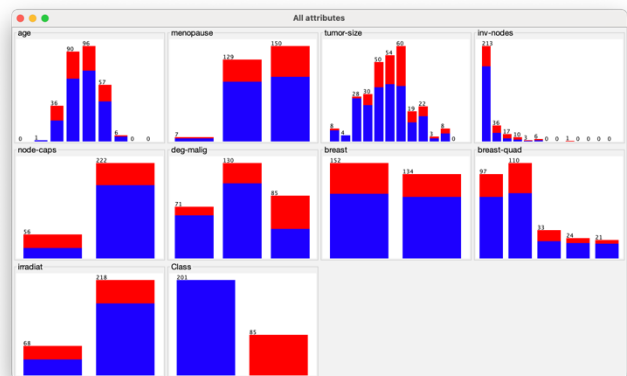 All attributes
age
0 1 36 90 96 57 6 0 0
menopause
7 129 150
tumor-size
8 4 28 30 50 54 60 19 22 1 8 0
inv-nodes
213 36 17 10 3 6 0 0 1 0 0 0 0
node-caps
56 222
deg-malig
71 130 85
breast
152 134
breast-quad
97 110 33 24 21
irradiat
68 218
Class
201 85